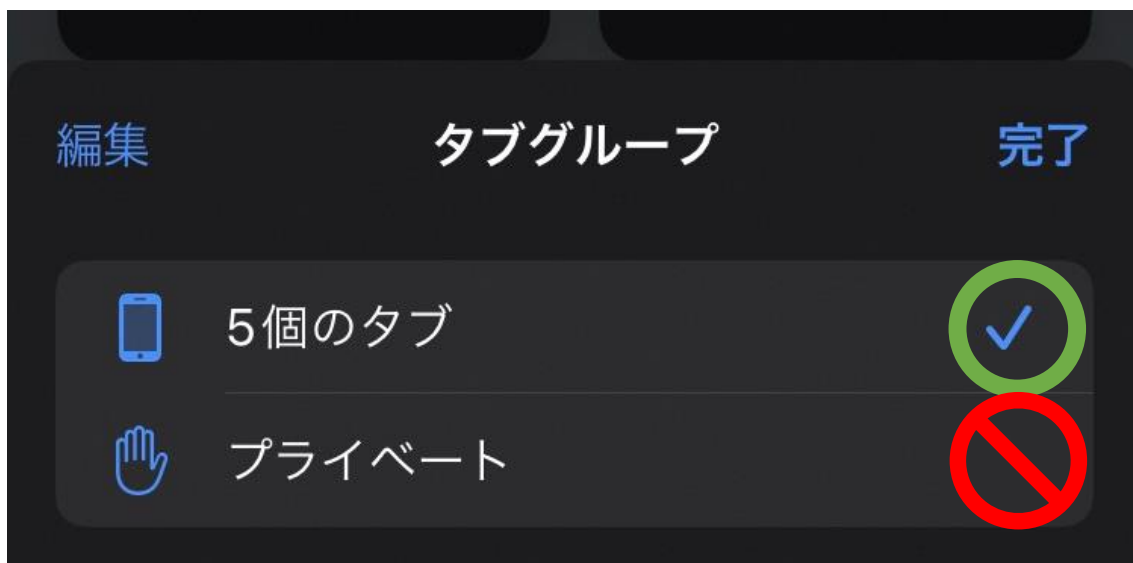 編集 タブグループ 完了
5個のタブ
プライベート